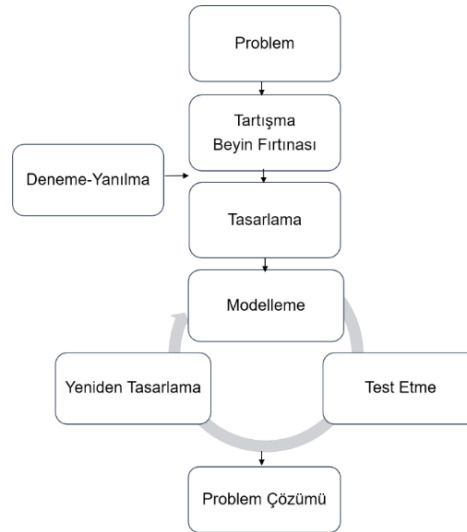 Problem
Tartışma
Beyin Fırtınası
Deneme-Yanılma
Tasarlama
Modelleme
Yeniden Tasarlama
Test Etme
Problem Çözümü